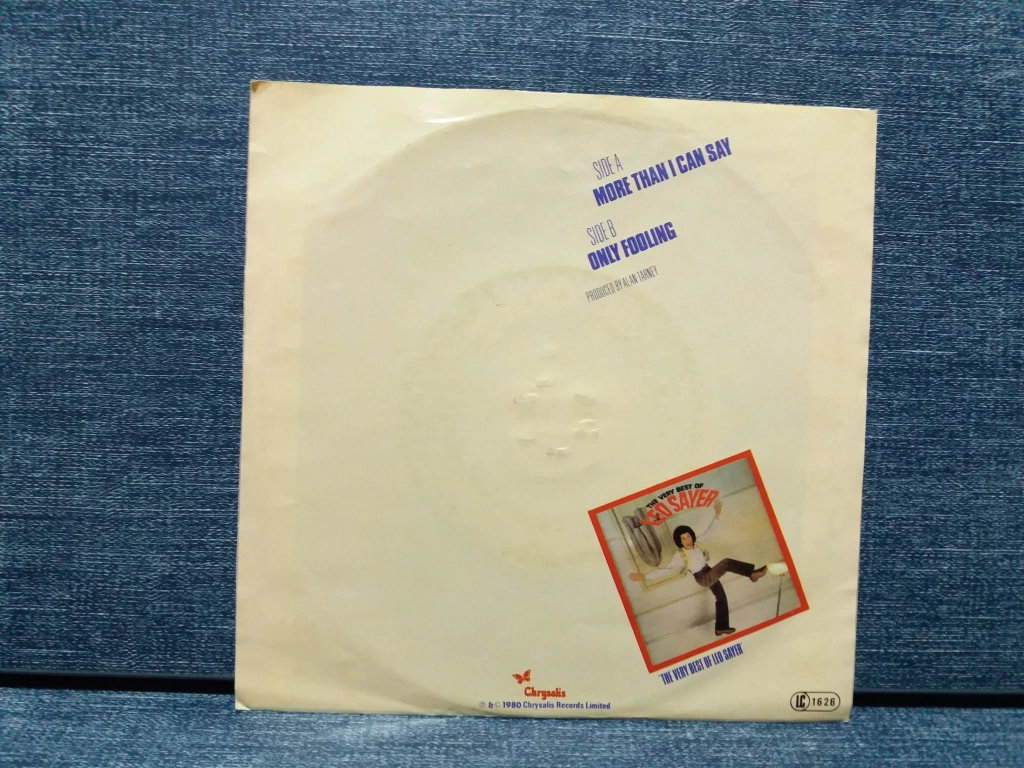 SIDE A
MORE THAN I CAN SAY
SIDE B
ONLY FOOLING
PRODUCED BY ALAN TARNEY
THE VERY BEST OF
LEO SAYER
'THE VERY BEST OF LEO SAYER'
Chrysalis
℗ & © 1980 Chrysalis Records Limited
LC 1626